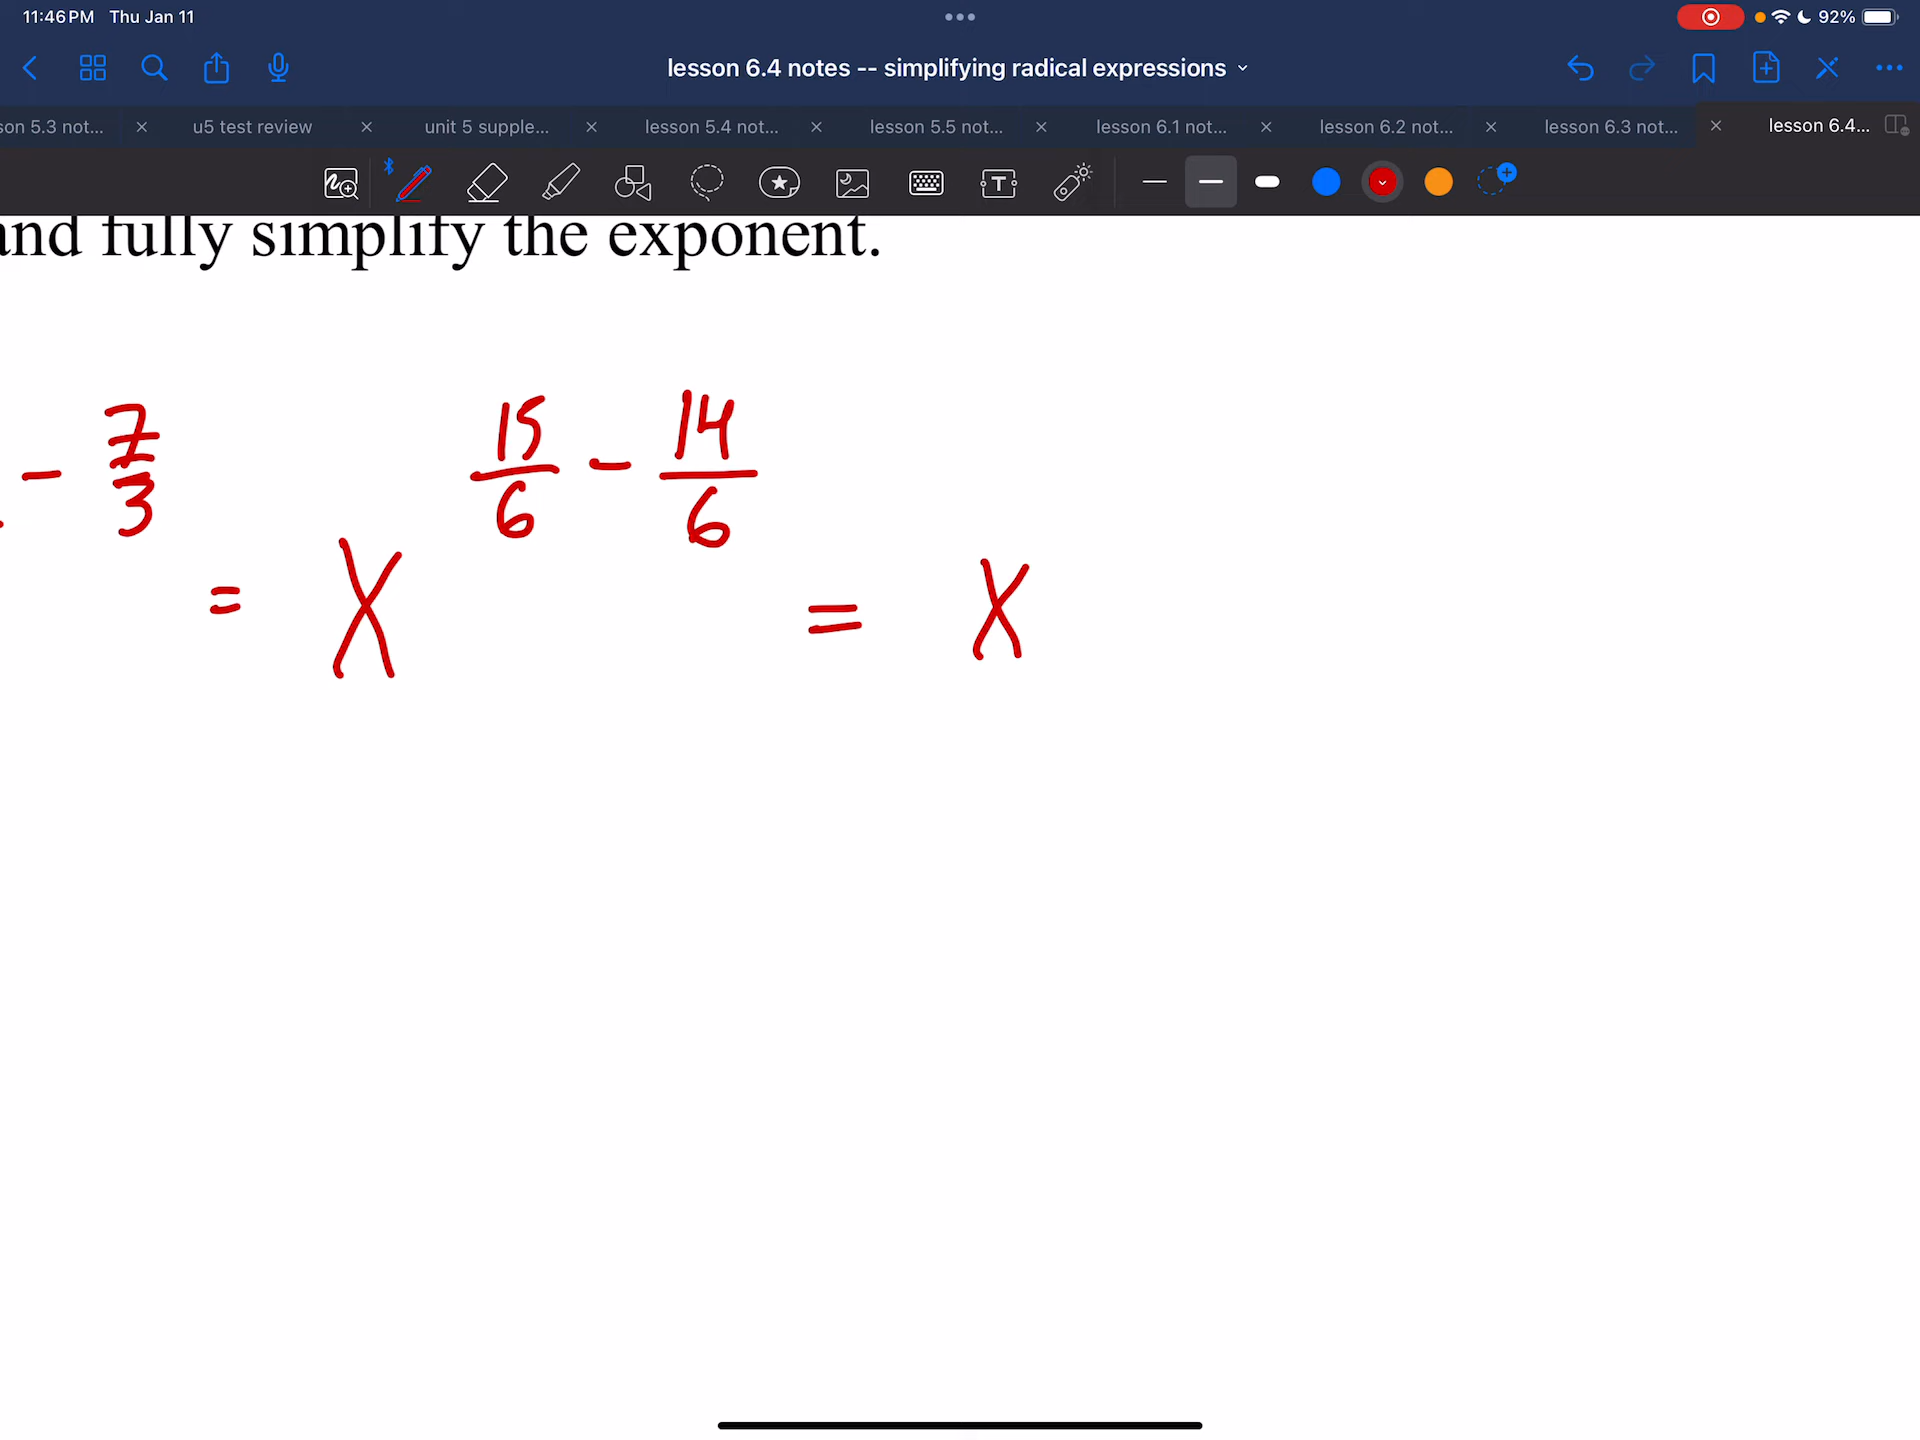 11:46 PM Thu Jan 11
92%
lesson 6.4 notes -- simplifying radical expressions
son 5.3 not... u5 test review unit 5 supple... lesson 5.4 not... lesson 5.5 not... lesson 6.1 not... lesson 6.2 not... lesson 6.3 not... lesson 6.4...
T
and fully simplify the exponent.
- 7/3 15/6 - 14/6
= X = X